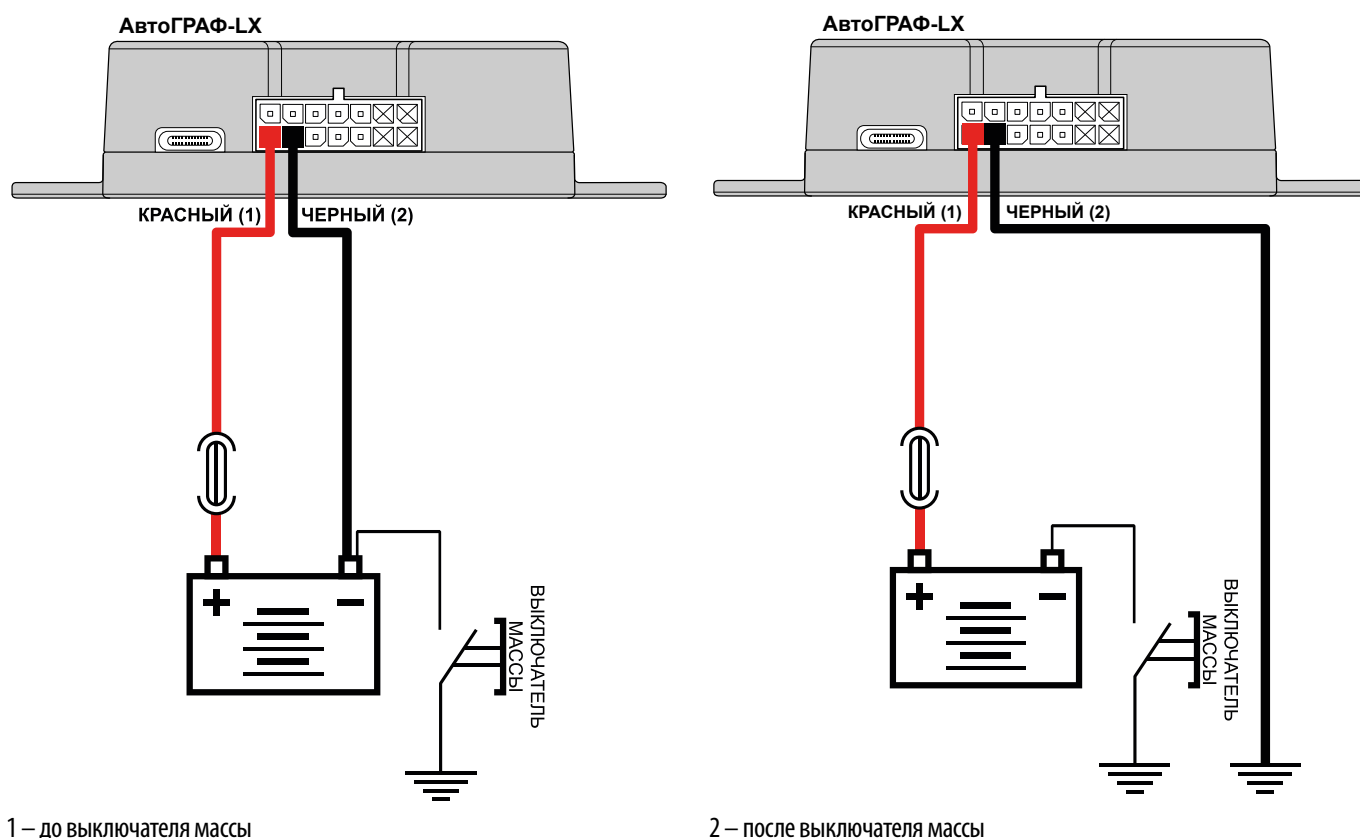 АвтоГРАФ-LX
КРАСНЫЙ (1)
ЧЕРНЫЙ (2)
+
–
ВЫКЛЮЧАТЕЛЬ
МАССЫ
1 – до выключателя массы
АвтоГРАФ-LX
КРАСНЫЙ (1)
ЧЕРНЫЙ (2)
+
–
ВЫКЛЮЧАТЕЛЬ
МАССЫ
2 – после выключателя массы